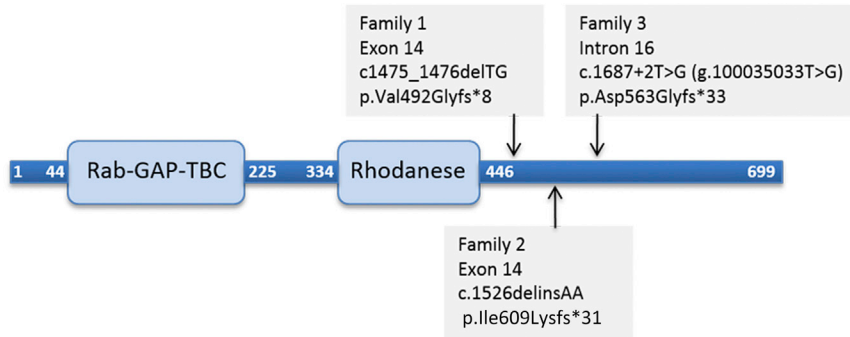 Family 1
Exon 14
c1475_1476delTG
p.Val492Glyfs*8
Family 3
Intron 16
c.1687+2T>G (g.100035033T>G)
p.Asp563Glyfs*33
1 44 Rab-GAP-TBC 225 334 Rhodanese 446 699
Family 2
Exon 14
c.1526delinsAA
p.Ile609Lysfs*31